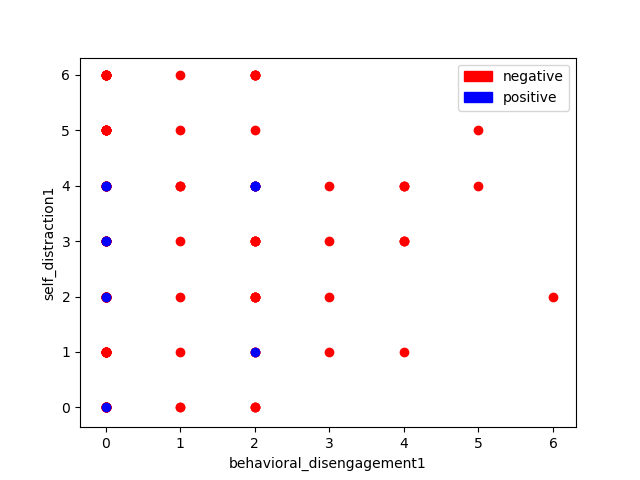 negative
positive
6
5
4
3
2
1
0
self_distraction1
0 1 2 3 4 5 6
behavioral_disengagement1